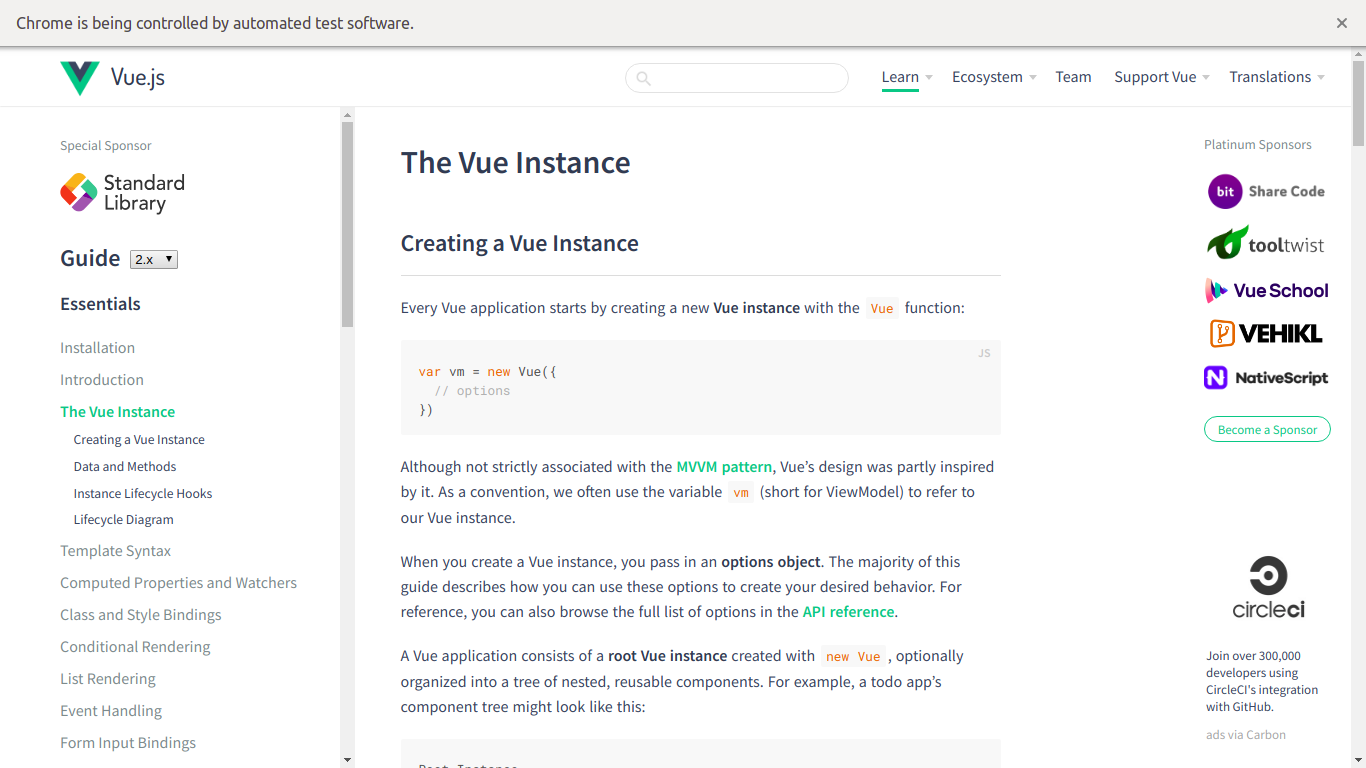 Chrome is being controlled by automated test software.
Vue.js
Learn
Ecosystem
Team
Support Vue
Translations
Special Sponsor
Standard
Library
Guide 2.x
Essentials
Installation
Introduction
The Vue Instance
Creating a Vue Instance
Data and Methods
Instance Lifecycle Hooks
Lifecycle Diagram
Template Syntax
Computed Properties and Watchers
Class and Style Bindings
Conditional Rendering
List Rendering
Event Handling
Form Input Bindings
The Vue Instance
Creating a Vue Instance
Every Vue application starts by creating a new Vue instance with the Vue function:
JS
var vm = new Vue({
// options
})
Although not strictly associated with the MVVM pattern, Vue’s design was partly inspired
by it. As a convention, we often use the variable vm (short for ViewModel) to refer to
our Vue instance.
When you create a Vue instance, you pass in an options object. The majority of this
guide describes how you can use these options to create your desired behavior. For
reference, you can also browse the full list of options in the API reference.
A Vue application consists of a root Vue instance created with new Vue , optionally
organized into a tree of nested, reusable components. For example, a todo app’s
component tree might look like this:
Root Instance
Platinum Sponsors
bit Share Code
tooltwist
Vue School
VEHIKL
NativeScript
Become a Sponsor
circleci
Join over 300,000
developers using
CircleCI's integration
with GitHub.
ads via Carbon